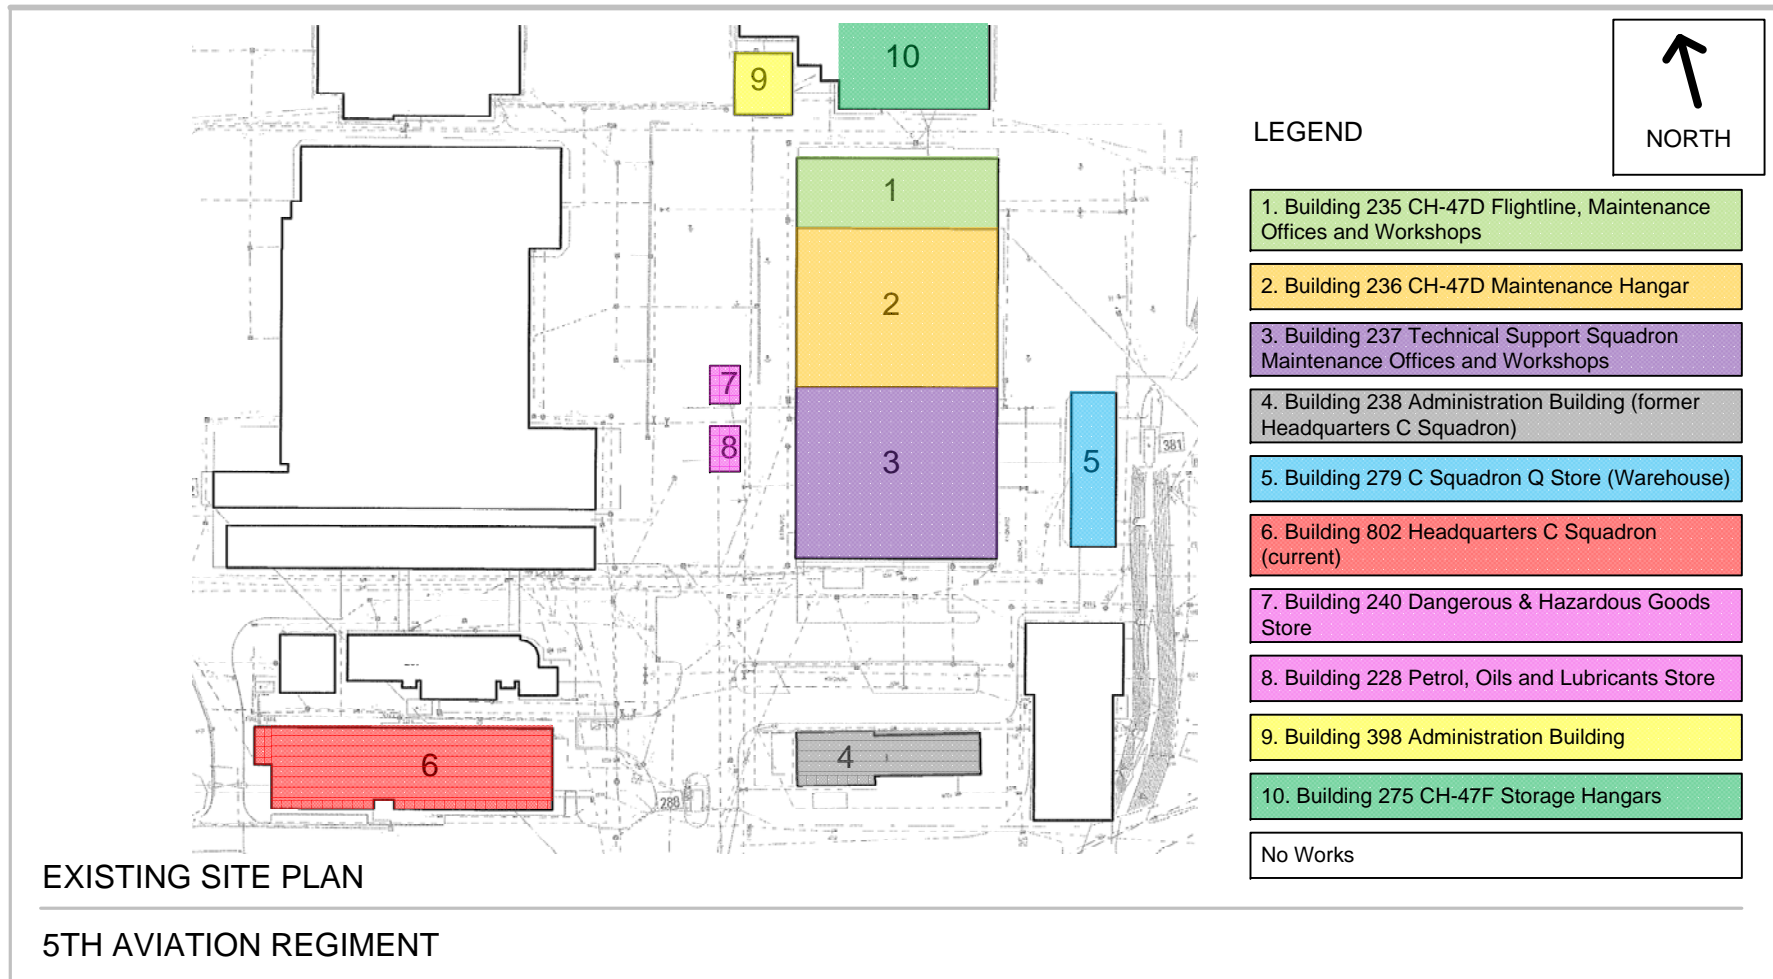 10
9
1
2
7
8
3
5
381
6
4
288
NORTH
LEGEND
1. Building 235 CH-47D Flightline, Maintenance
Offices and Workshops
2. Building 236 CH-47D Maintenance Hangar
3. Building 237 Technical Support Squadron
Maintenance Offices and Workshops
4. Building 238 Administration Building (former
Headquarters C Squadron)
5. Building 279 C Squadron Q Store (Warehouse)
6. Building 802 Headquarters C Squadron
(current)
7. Building 240 Dangerous & Hazardous Goods
Store
8. Building 228 Petrol, Oils and Lubricants Store
9. Building 398 Administration Building
10. Building 275 CH-47F Storage Hangars
No Works
EXISTING SITE PLAN
5TH AVIATION REGIMENT